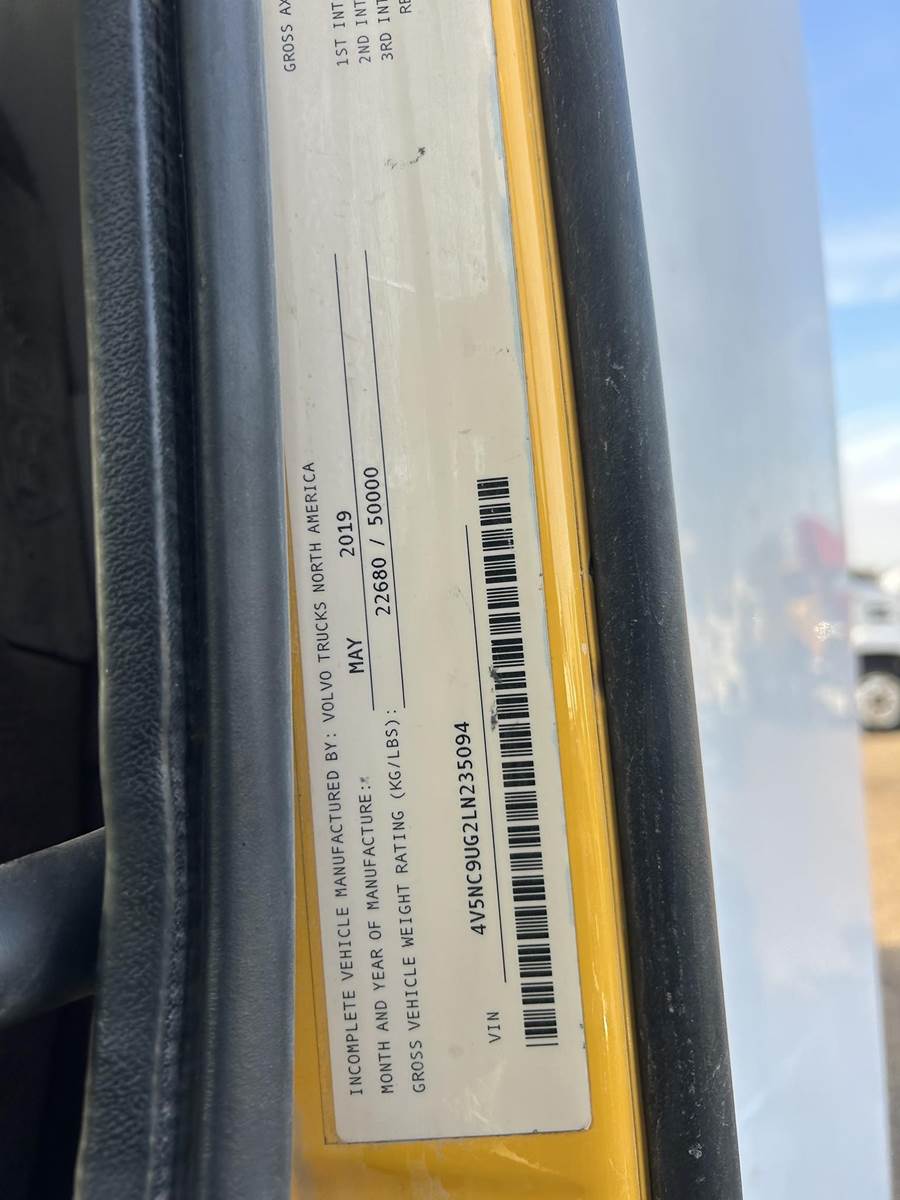 INCOMPLETE VEHICLE MANUFACTURED BY: VOLVO TRUCKS NORTH AMERICA
MONTH AND YEAR OF MANUFACTURE:* MAY 2019
GROSS VEHICLE WEIGHT RATING (KG/LBS): 22680 / 50000
VIN 4V5NC9UG2LN235094
GROSS AX
1ST INT
2ND INT
3RD INT
RE